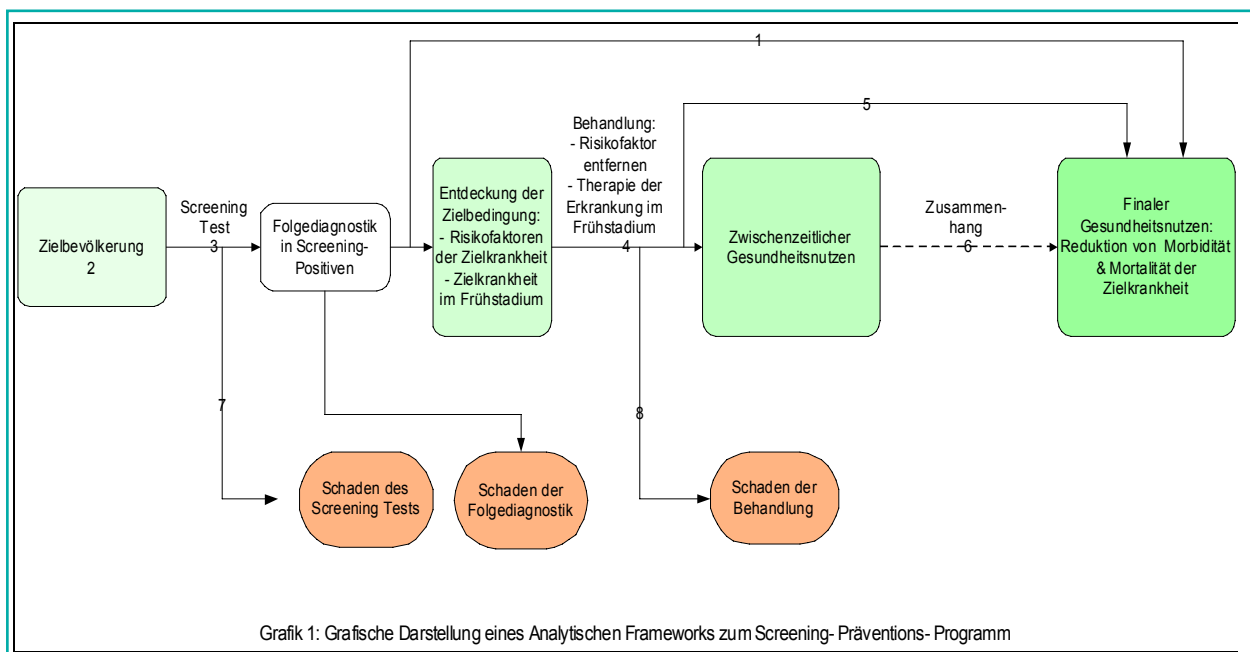 1
5
Behandlung:
- Risikofaktor
entfernen
- Therapie der
Erkrankung im
Frühstadium
4
Zielbevölkerung
2
Screening
Test
3
Folgediagnostik
in Screening-
Positiven
Entdeckung der
Zielbedingung:
- Risikofaktoren
der Zielkrankheit
- Zielkrankheit
im Frühstadium
Zwischenzeitlicher
Gesundheitsnutzen
Zusammen-
hang
6
Finaler
Gesundheitsnutzen:
Reduktion von Morbidität
& Mortalität der
Zielkrankheit
7
8
Schaden des
Screening Tests
Schaden der
Folgediagnostik
Schaden der
Behandlung
Grafik 1: Grafische Darstellung eines Analytischen Frameworks zum Screening- Präventions- Programm